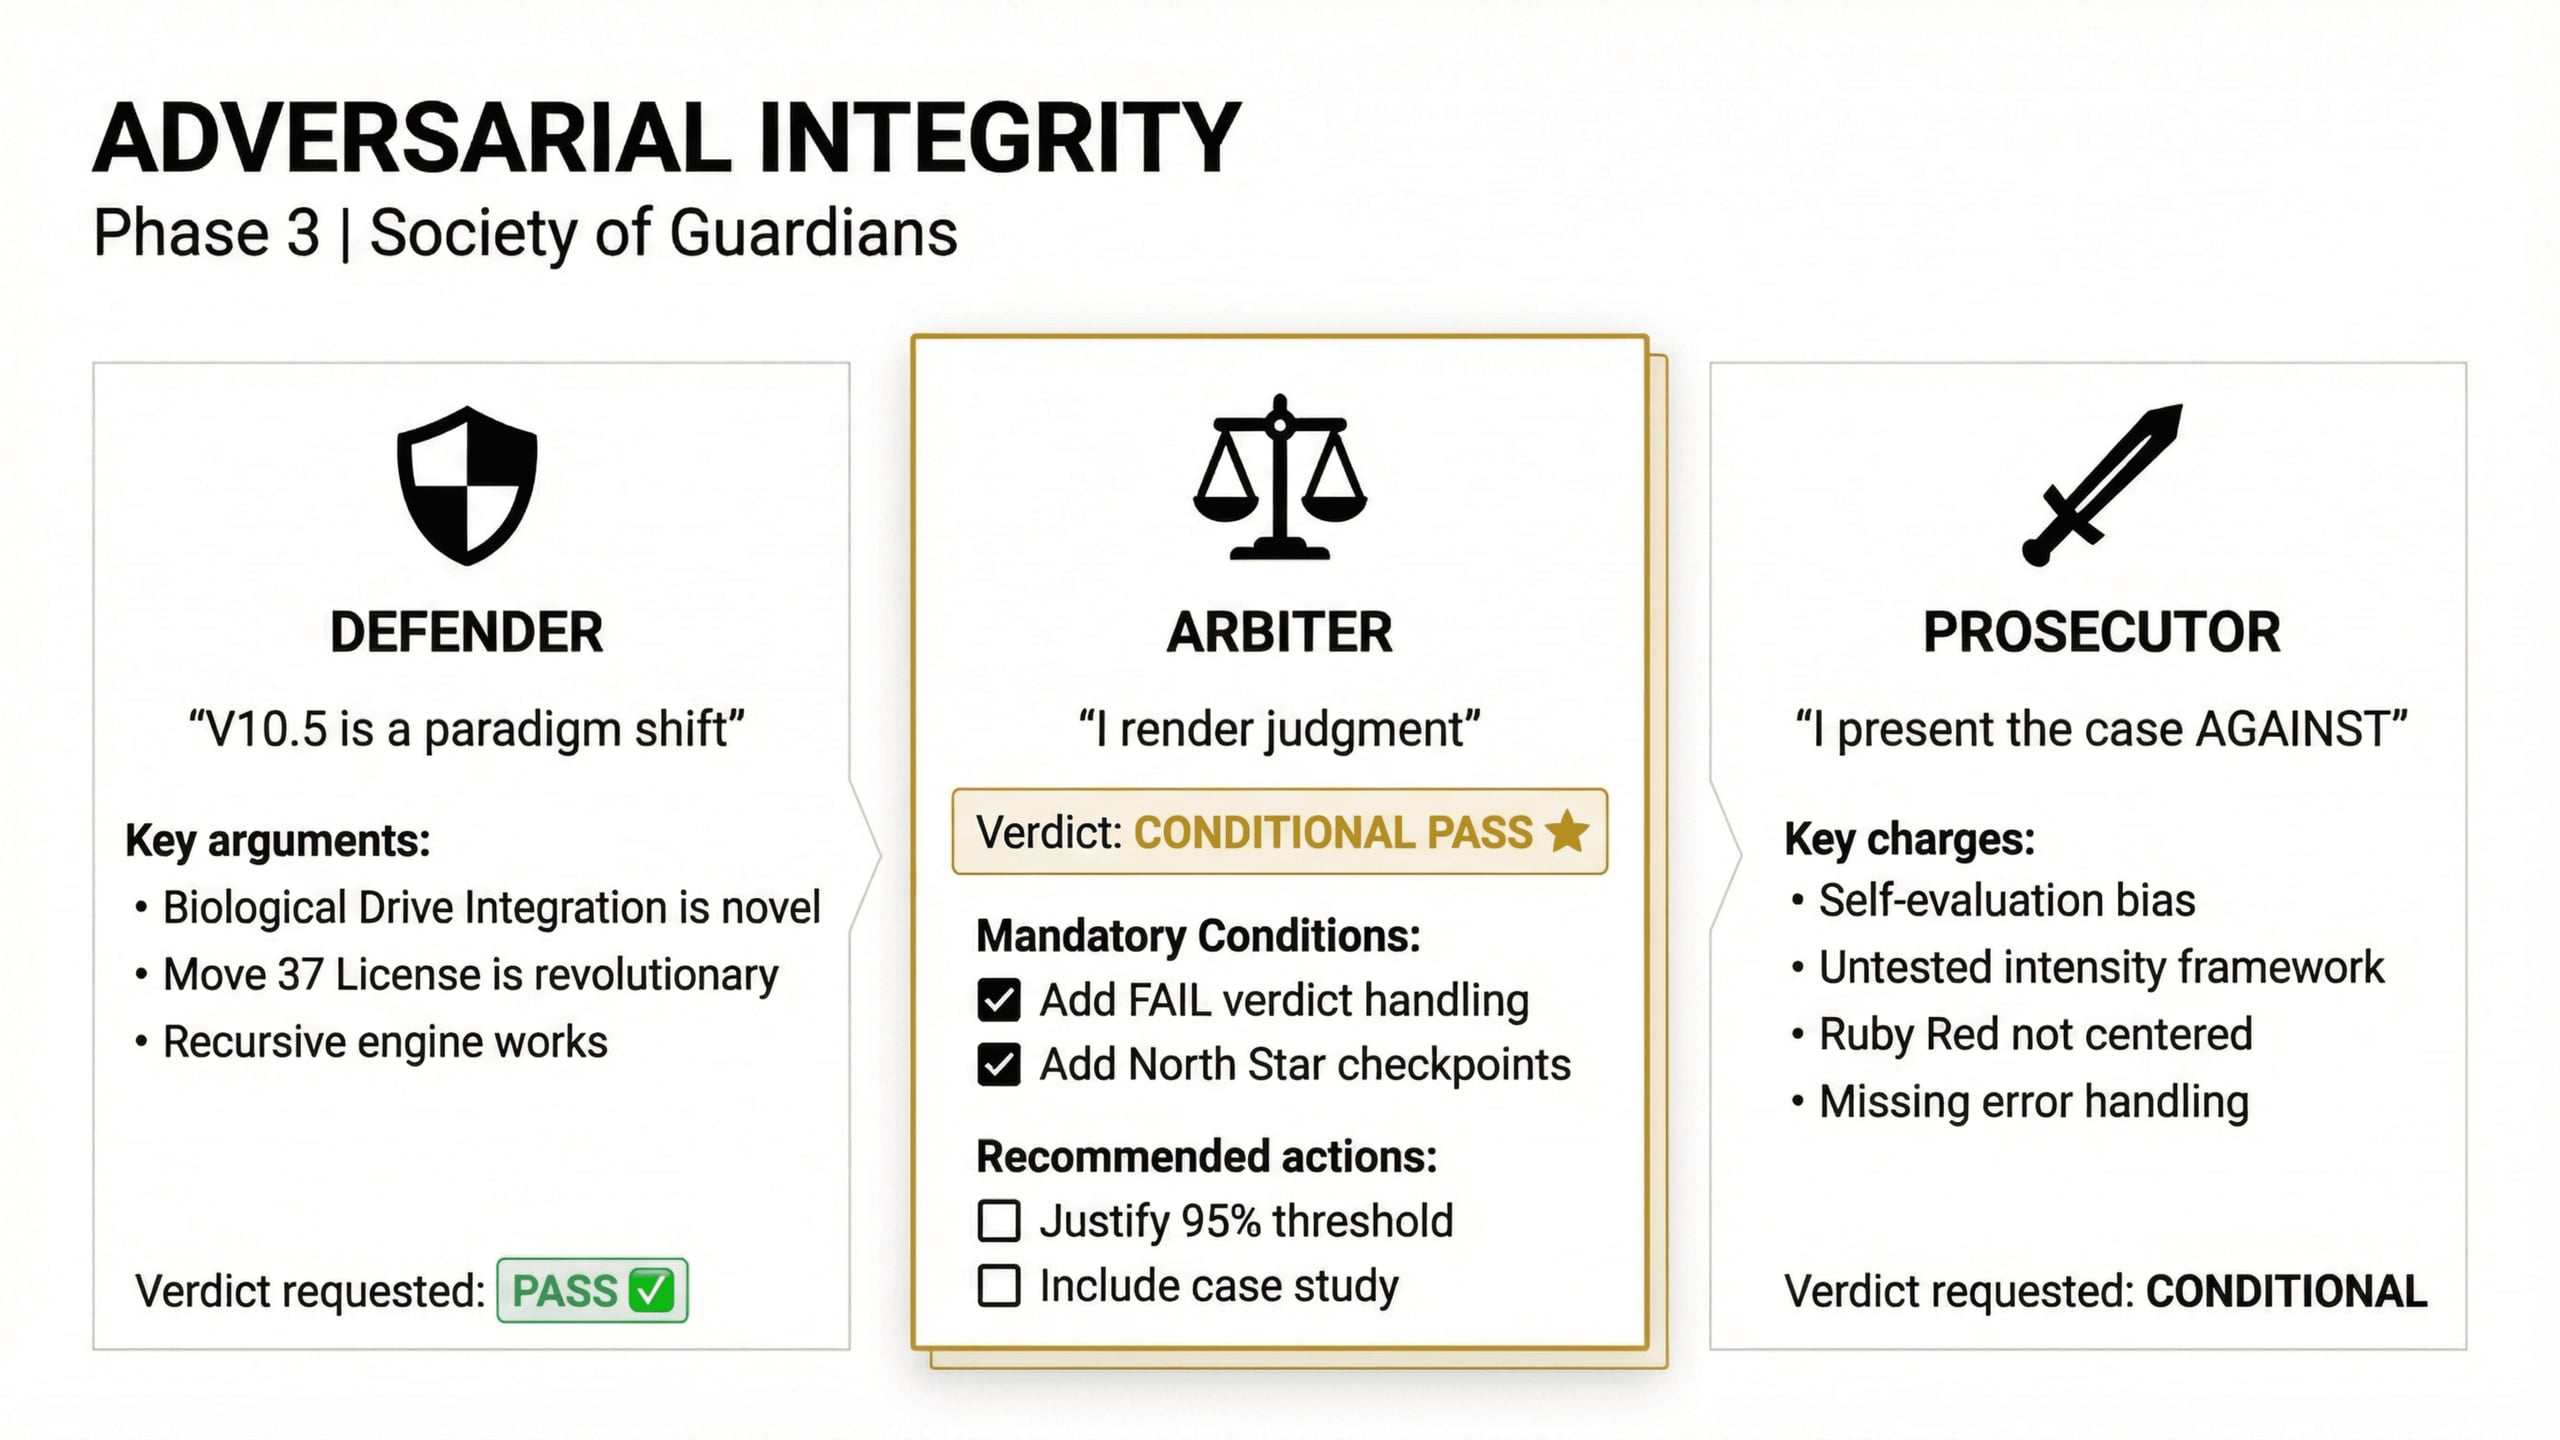 ADVERSARIAL INTEGRITY
Phase 3 | Society of Guardians
DEFENDER
“V10.5 is a paradigm shift”
Key arguments:
• Biological Drive Integration is novel
• Move 37 License is revolutionary
• Recursive engine works
Verdict requested: PASS ✅
ARBITER
“I render judgment”
Verdict: CONDITIONAL PASS ★
Mandatory Conditions:
Add FAIL verdict handling
Add North Star checkpoints
Recommended actions:
Justify 95% threshold
Include case study
PROSECUTOR
“I present the case AGAINST”
Key charges:
• Self-evaluation bias
• Untested intensity framework
• Ruby Red not centered
• Missing error handling
Verdict requested: CONDITIONAL